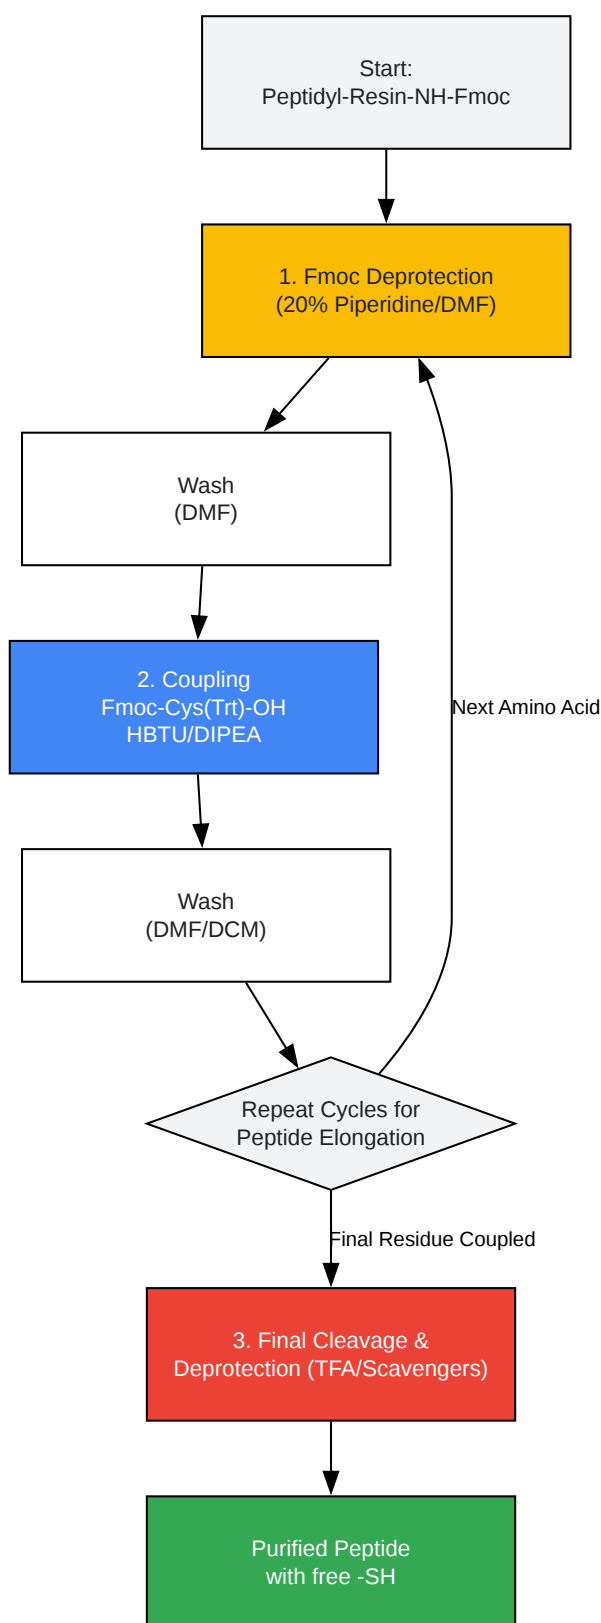 Start:
Peptidyl-Resin-NH-Fmoc
1. Fmoc Deprotection
(20% Piperidine/DMF)
Wash
(DMF)
2. Coupling
Fmoc-Cys(Trt)-OH
HBTU/DIPEA
Next Amino Acid
Wash
(DMF/DCM)
Repeat Cycles for
Peptide Elongation
Final Residue Coupled
3. Final Cleavage &
Deprotection (TFA/Scavengers)
Purified Peptide
with free -SH